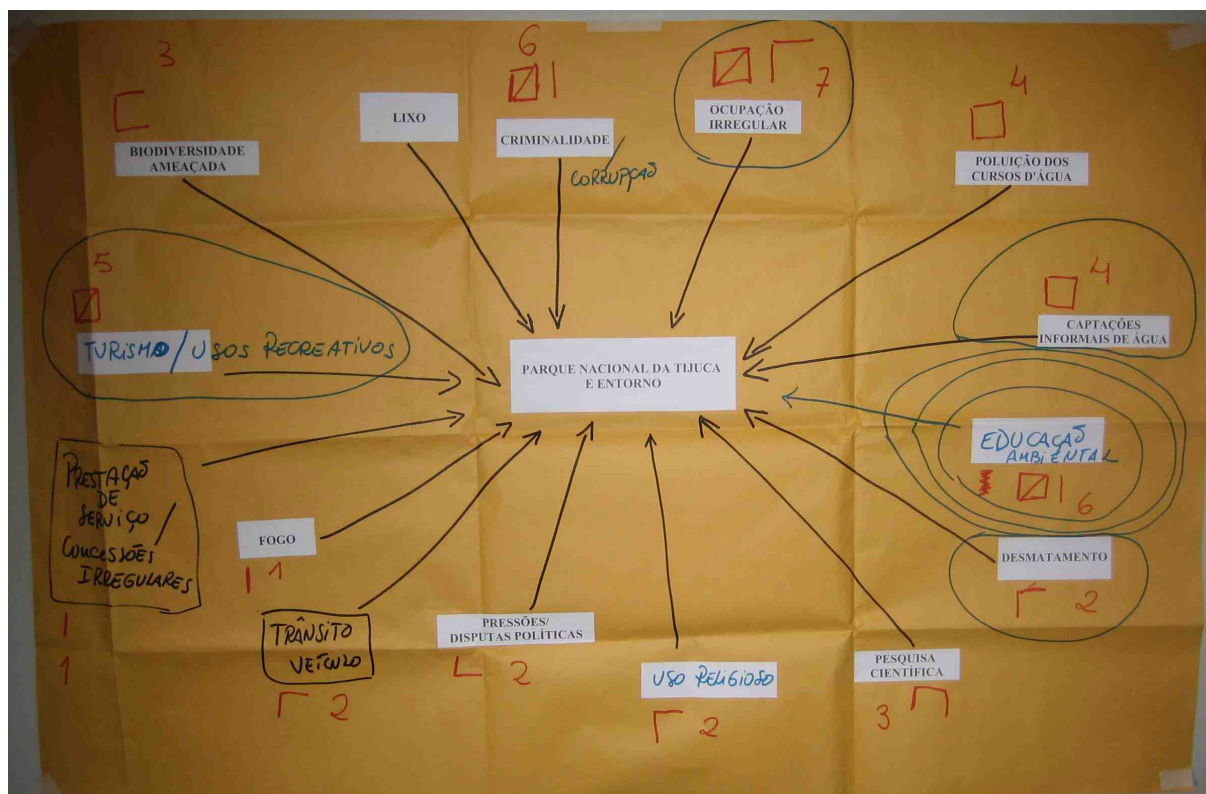 3
BIODIVERSIDADE
AMEAÇADA
LIXO
6
CRIMINALIDADE
/
CORRUPÇÃO
7
OCUPAÇÃO
IRREGULAR
4
POLUIÇÃO DOS
CURSOS D'ÁGUA
5
TURISMO / USOS RECREATIVOS
4
CAPTAÇÕES
INFORMAIS DE ÁGUA
PARQUE NACIONAL DA TIJUCA
E ENTORNO
EDUCAÇÃO
AMBIENTAL
6
PRESTAÇÃO
DE
SERVIÇO /
CONCESSÕES
IRREGULARES
1
FOGO
1
TRÂNSITO
VEÍCULO
2
PRESSÕES/
DISPUTAS POLÍTICAS
2
USO RELIGIOSO
2
PESQUISA
CIENTÍFICA
3
DESMATAMENTO
2